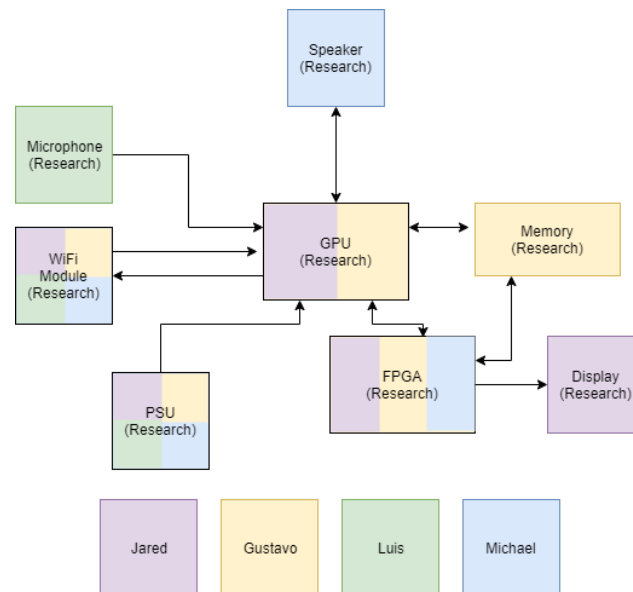 Speaker
(Research)
Microphone
(Research)
GPU
(Research)
Memory
(Research)
WiFi
Module
(Research)
FPGA
(Research)
Display
(Research)
PSU
(Research)
Jared
Gustavo
Luis
Michael